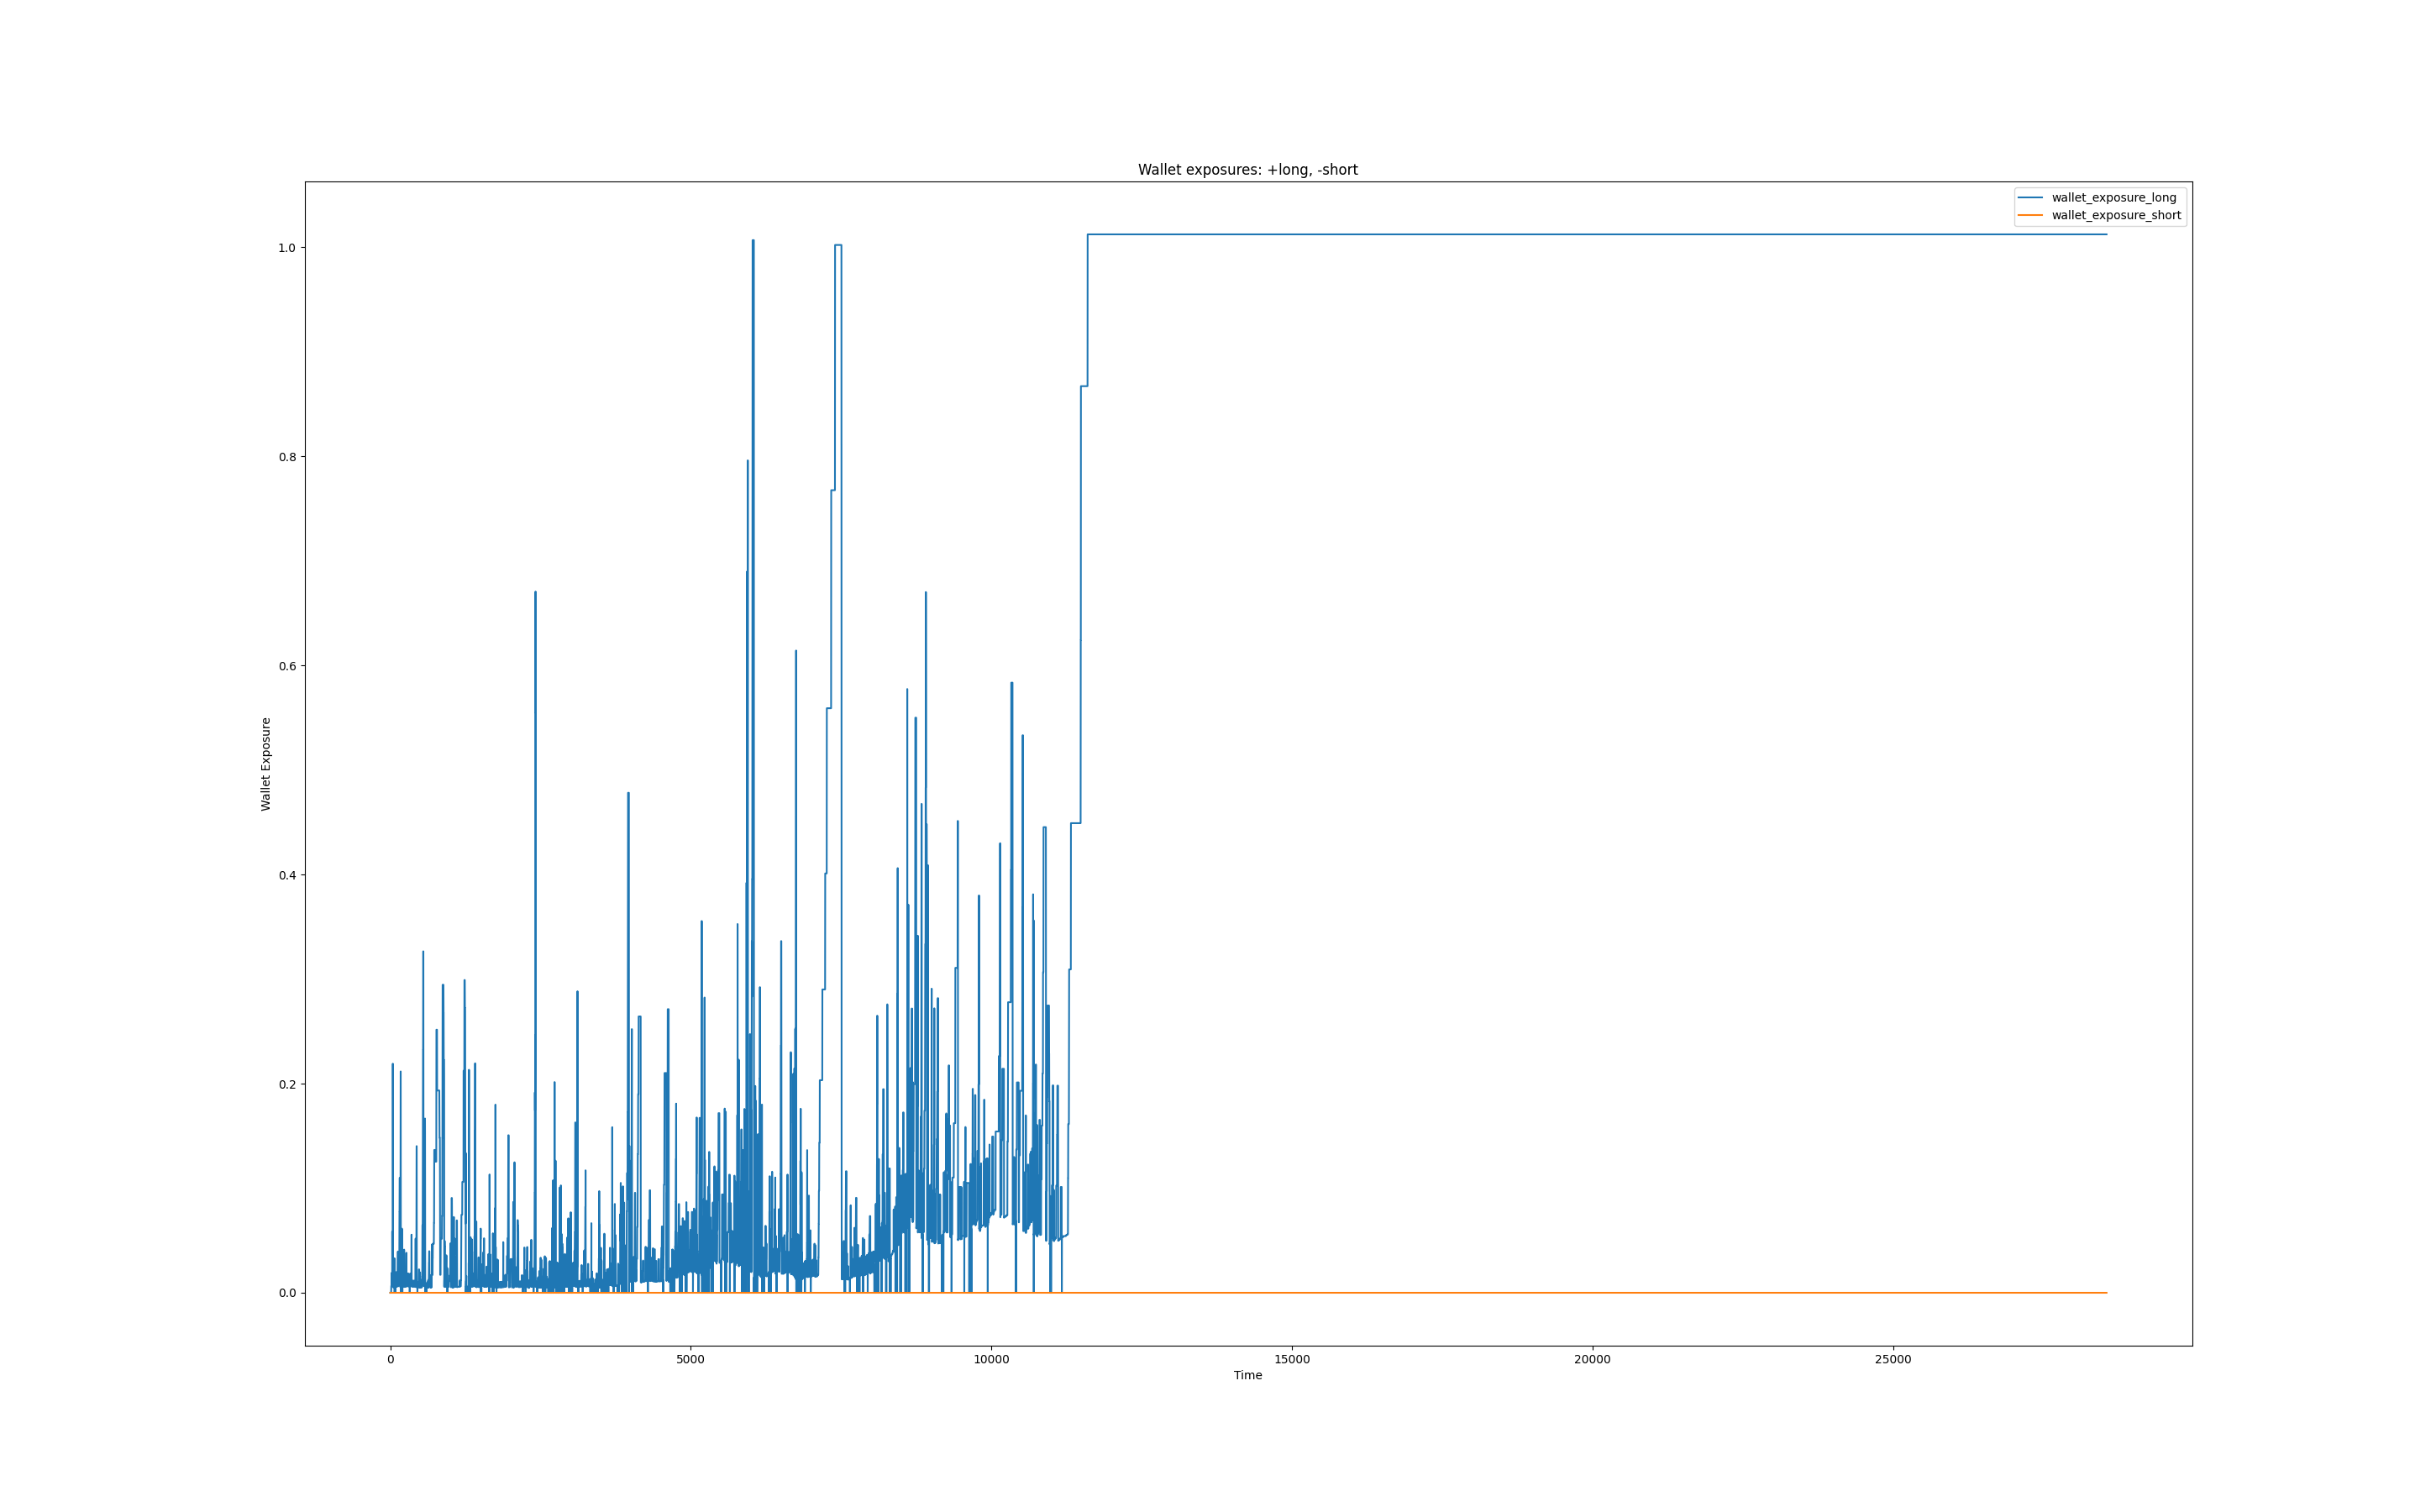 Wallet exposures: +long, -short
wallet_exposure_long
wallet_exposure_short
1.0
0.8
0.6
0.4
0.2
0.0
Wallet Exposure
0 5000 10000 15000 20000 25000
Time